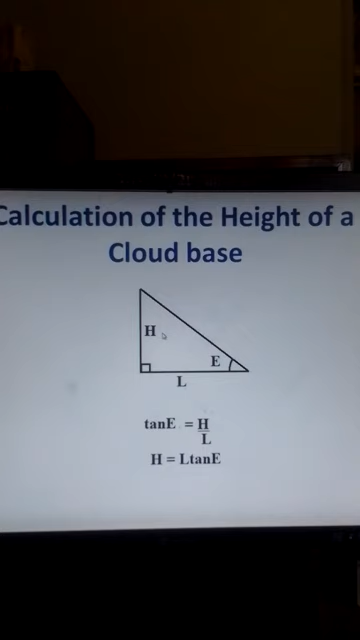 Calculation of the Height of a
Cloud base
H
E
L
tanE = H
L
H = LtanE